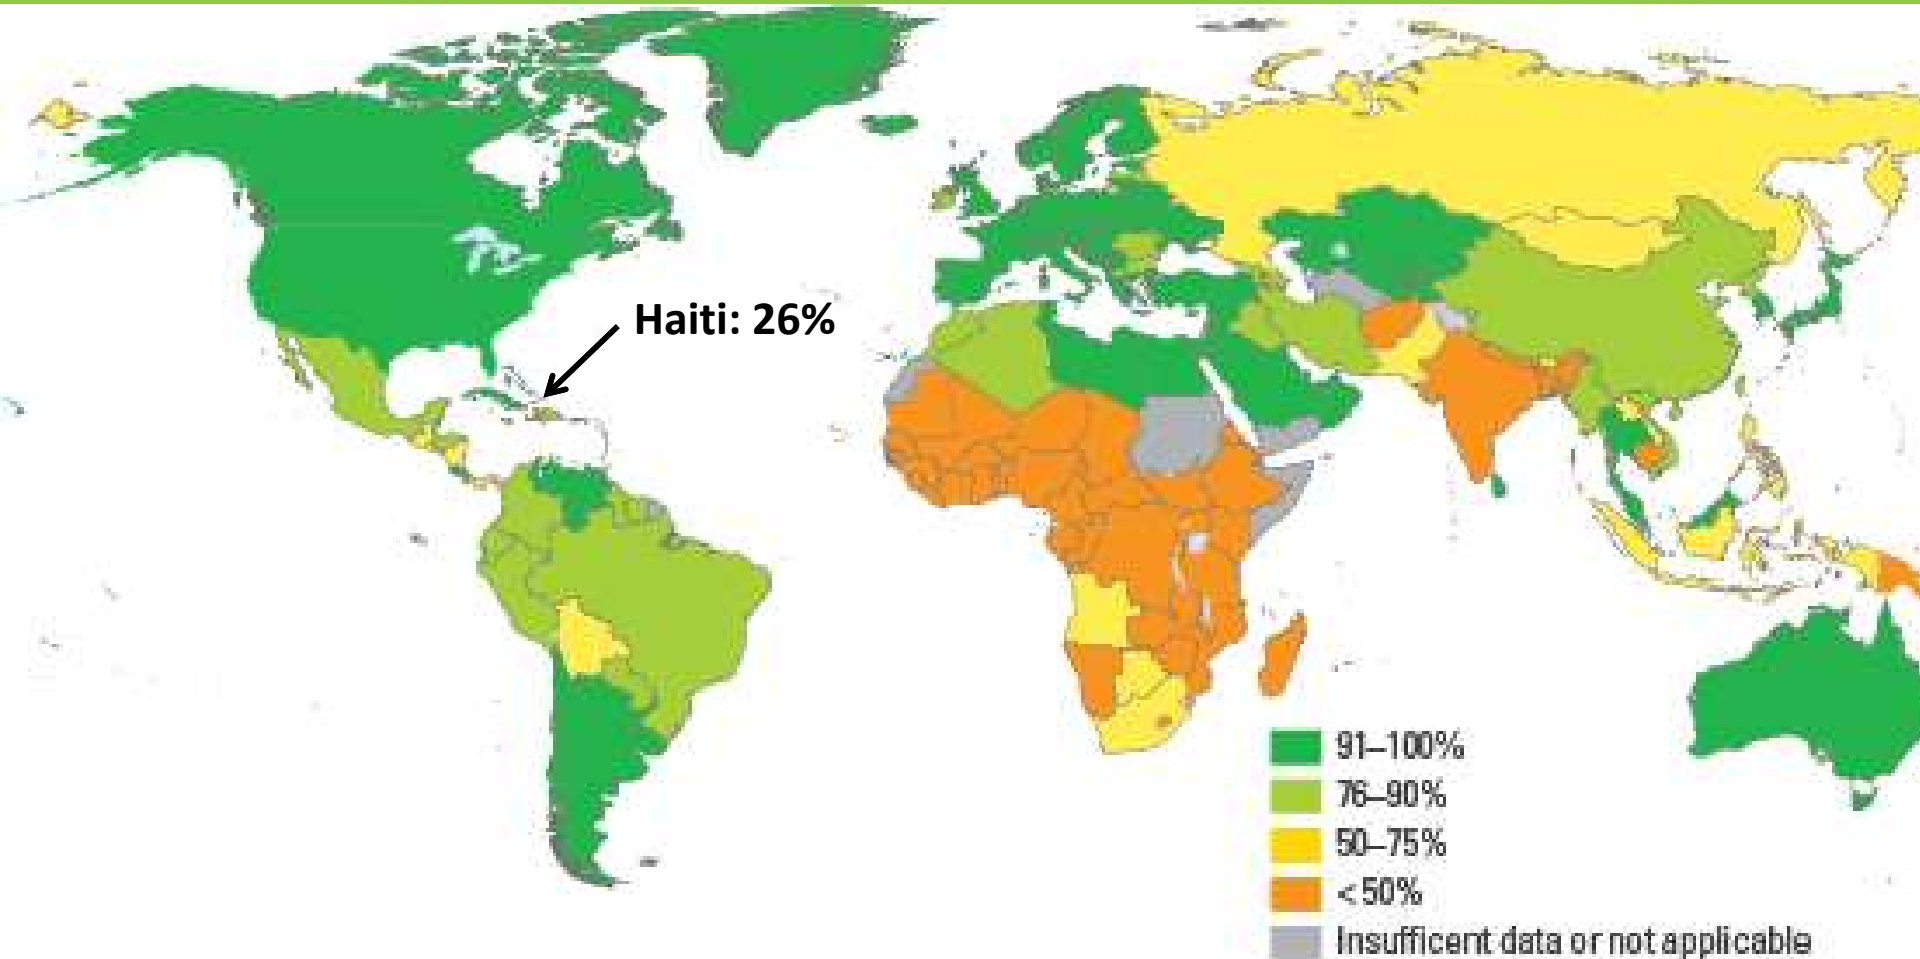 Haiti: 26%
91–100%
76–90%
50–75%
<50%
Insufficent data or not applicable